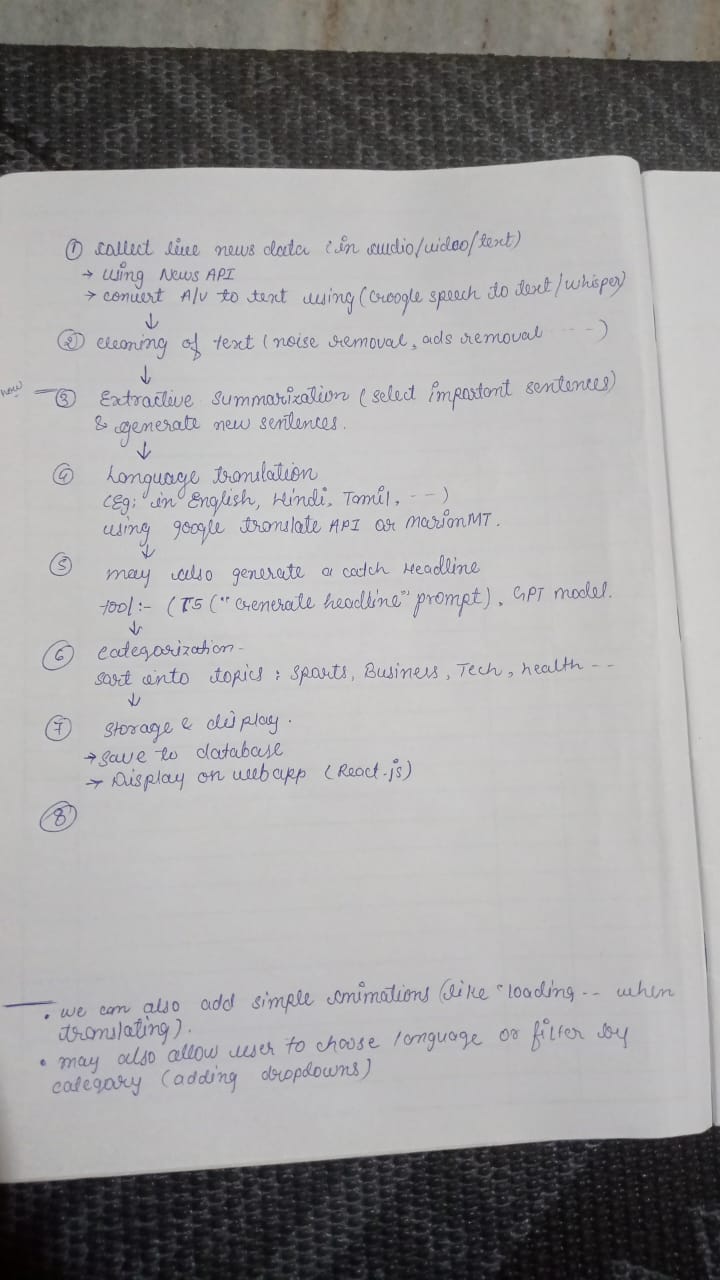 ① collect live news data (in audio/video/text)
→ using News API
→ convert A/V to text using (Google speech to text/whisper)
↓
② cleaning of text (noise removal, ads removal ----)
↓
now
③ Extractive summarization (select important sentences)
& generate new sentences.
↓
④ Language translation
(Eg; in English, Hindi, Tamil, ---)
using google translate API or MarionMT.
↓
⑤ may also generate a catch Headline
tool:- (T5 ("Generate headline" prompt), GPT model.
↓
⑥ categorization-
sort into topics : Sports, Business, Tech, health --
↓
⑦ storage & display.
→ save to database
→ Display on webapp (React.js)
⑧
• we can also add simple animations (like "loading -- when
translating).
• may also allow user to choose language or filter by
category (adding dropdowns)